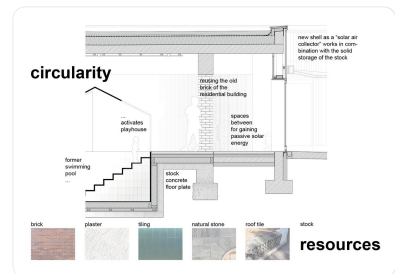 new shell as a "solar air
collector" works in com-
bination with the solid
storage of the stock
circularity
reusing the old
brick of the
residential building
...
activates
playhouse
spaces
between
for gaining
passive solar
energy
former
swimming
pool
...
stock
concrete
floor plate
brick
plaster
tiling
natural stone
roof tile
stock
resources